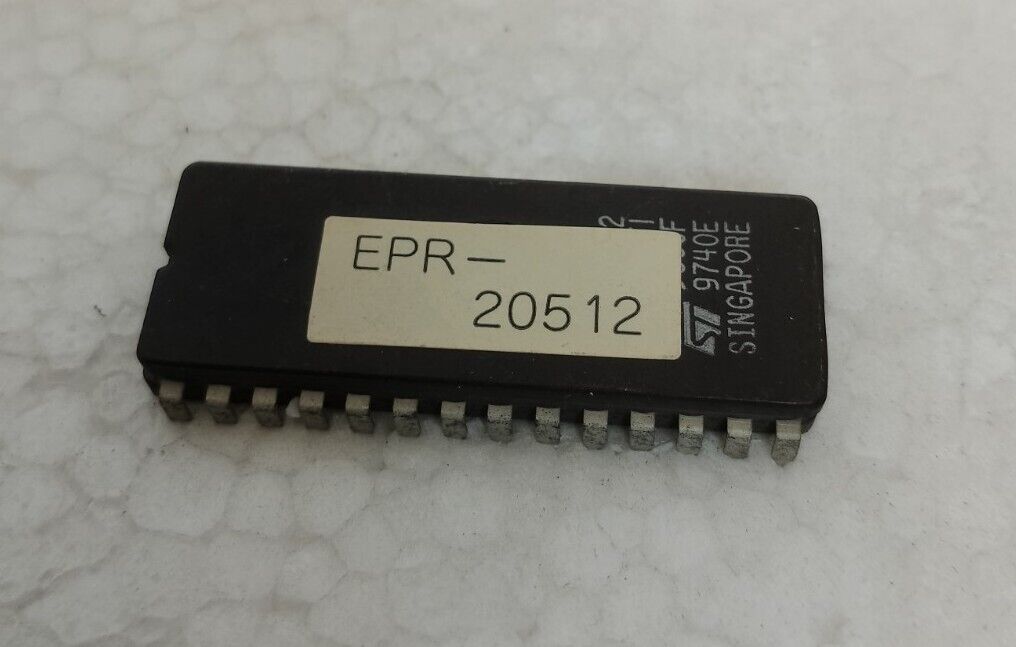 EPR-
20512
9740E
SINGAPORE